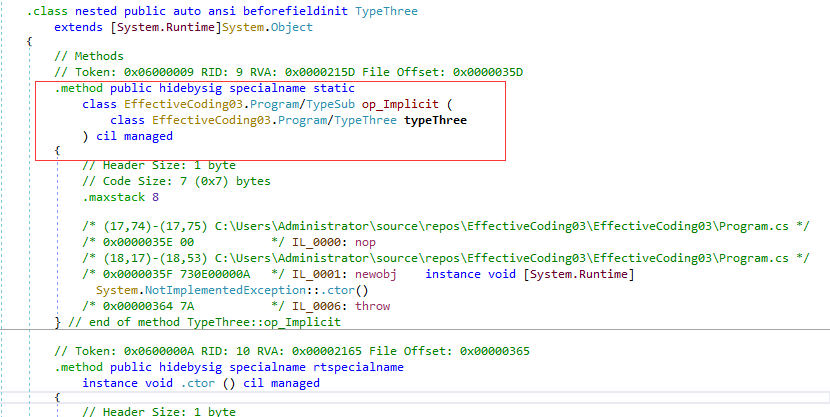 .class nested public auto ansi beforefieldinit TypeThree
extends [System.Runtime]System.Object
{
// Methods
// Token: 0x06000009 RID: 9 RVA: 0x0000215D File Offset: 0x0000035D
.method public hidebysig specialname static
class EffectiveCoding03.Program/TypeSub op_Implicit (
class EffectiveCoding03.Program/TypeThree typeThree
) cil managed
{
// Header Size: 1 byte
// Code Size: 7 (0x7) bytes
.maxstack 8
/* (17,74)-(17,75) C:\Users\Administrator\source\repos\EffectiveCoding03\EffectiveCoding03\Program.cs */
/* 0x0000035E 00 */ IL_0000: nop
/* (18,17)-(18,53) C:\Users\Administrator\source\repos\EffectiveCoding03\EffectiveCoding03\Program.cs */
/* 0x0000035F 730E00000A */ IL_0001: newobj instance void [System.Runtime]
System.NotImplementedException::.ctor()
/* 0x00000364 7A */ IL_0006: throw
} // end of method TypeThree::op_Implicit
// Token: 0x0600000A RID: 10 RVA: 0x00002165 File Offset: 0x00000365
.method public hidebysig specialname rtspecialname
instance void .ctor () cil managed
{
// Header Size: 1 byte